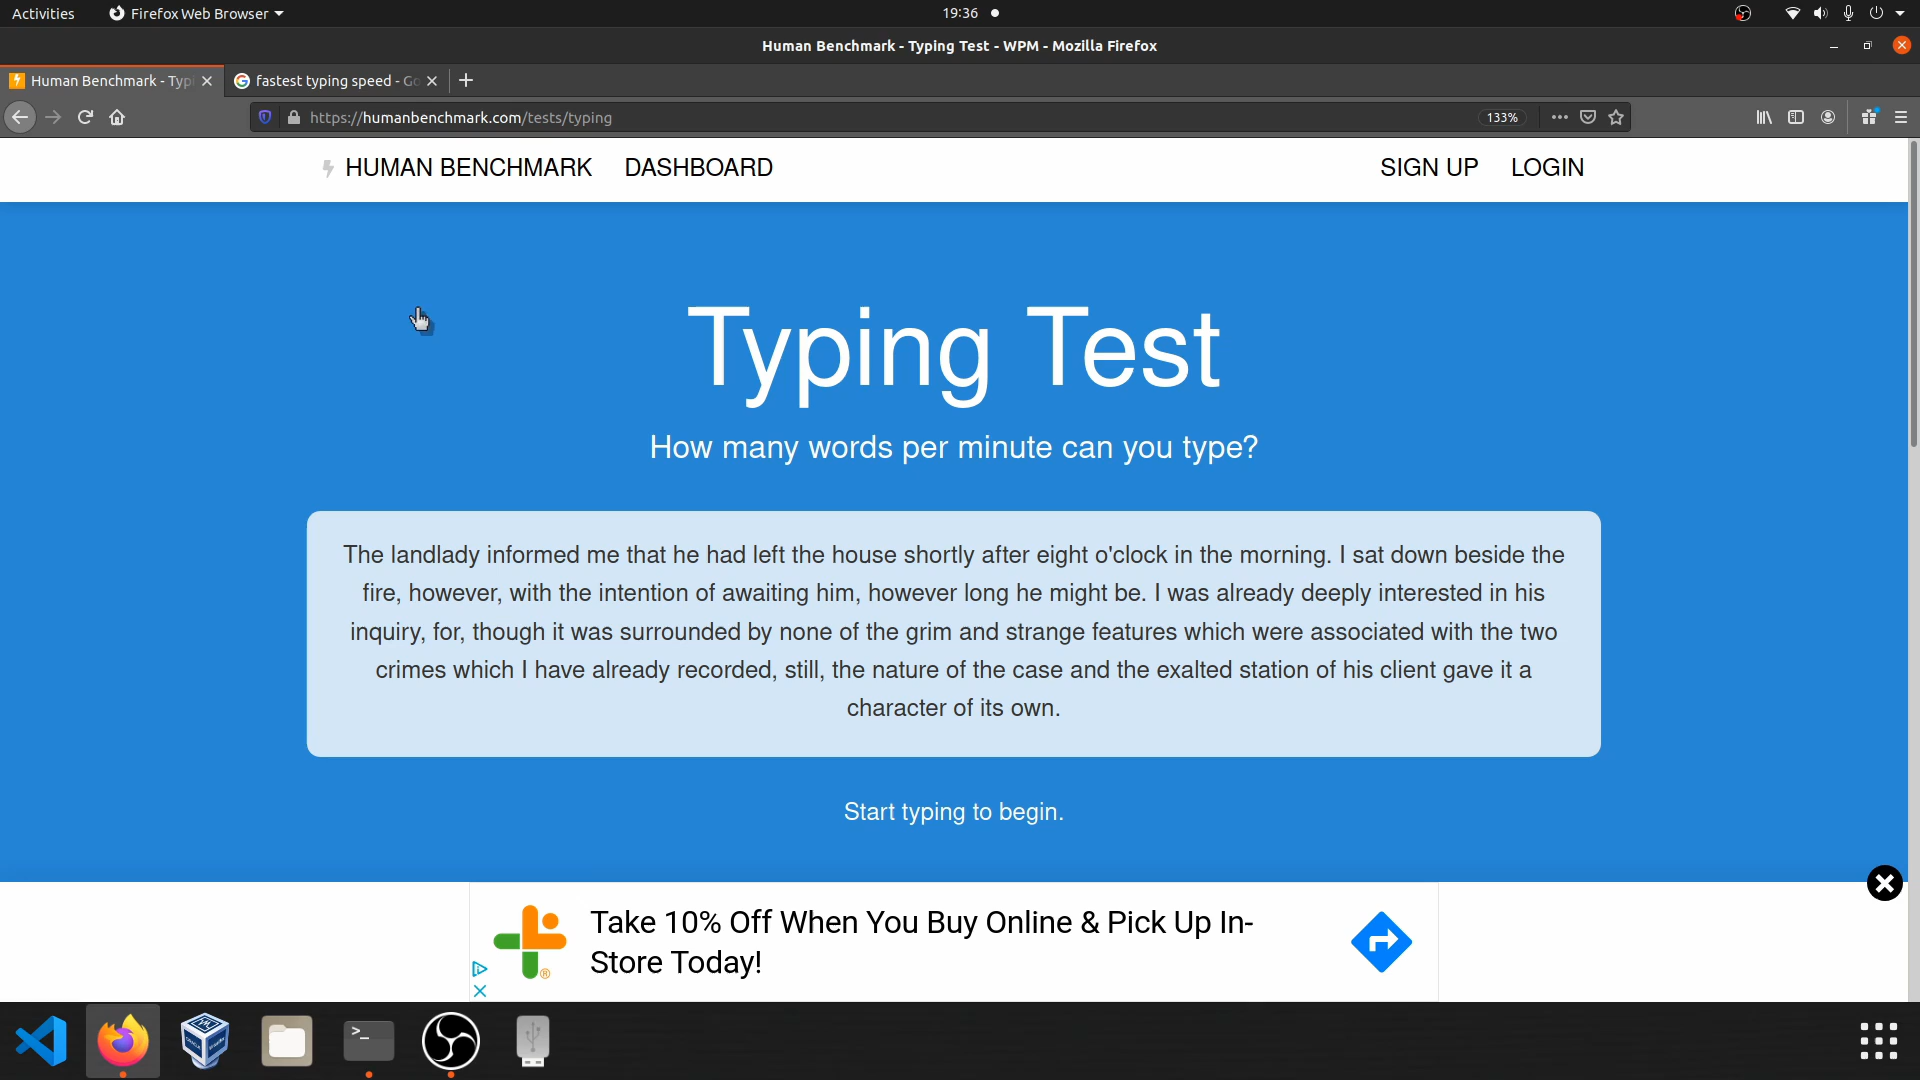 Activities
Firefox Web Browser
19:36
Human Benchmark - Typing Test - WPM - Mozilla Firefox
Human Benchmark - Typi
fastest typing speed - Go
https://humanbenchmark.com/tests/typing
133%
HUMAN BENCHMARK
DASHBOARD
SIGN UP
LOGIN
Typing Test
How many words per minute can you type?
The landlady informed me that he had left the house shortly after eight o'clock in the morning. I sat down beside the
fire, however, with the intention of awaiting him, however long he might be. I was already deeply interested in his
inquiry, for, though it was surrounded by none of the grim and strange features which were associated with the two
crimes which I have already recorded, still, the nature of the case and the exalted station of his client gave it a
character of its own.
Start typing to begin.
Take 10% Off When You Buy Online & Pick Up In-
Store Today!